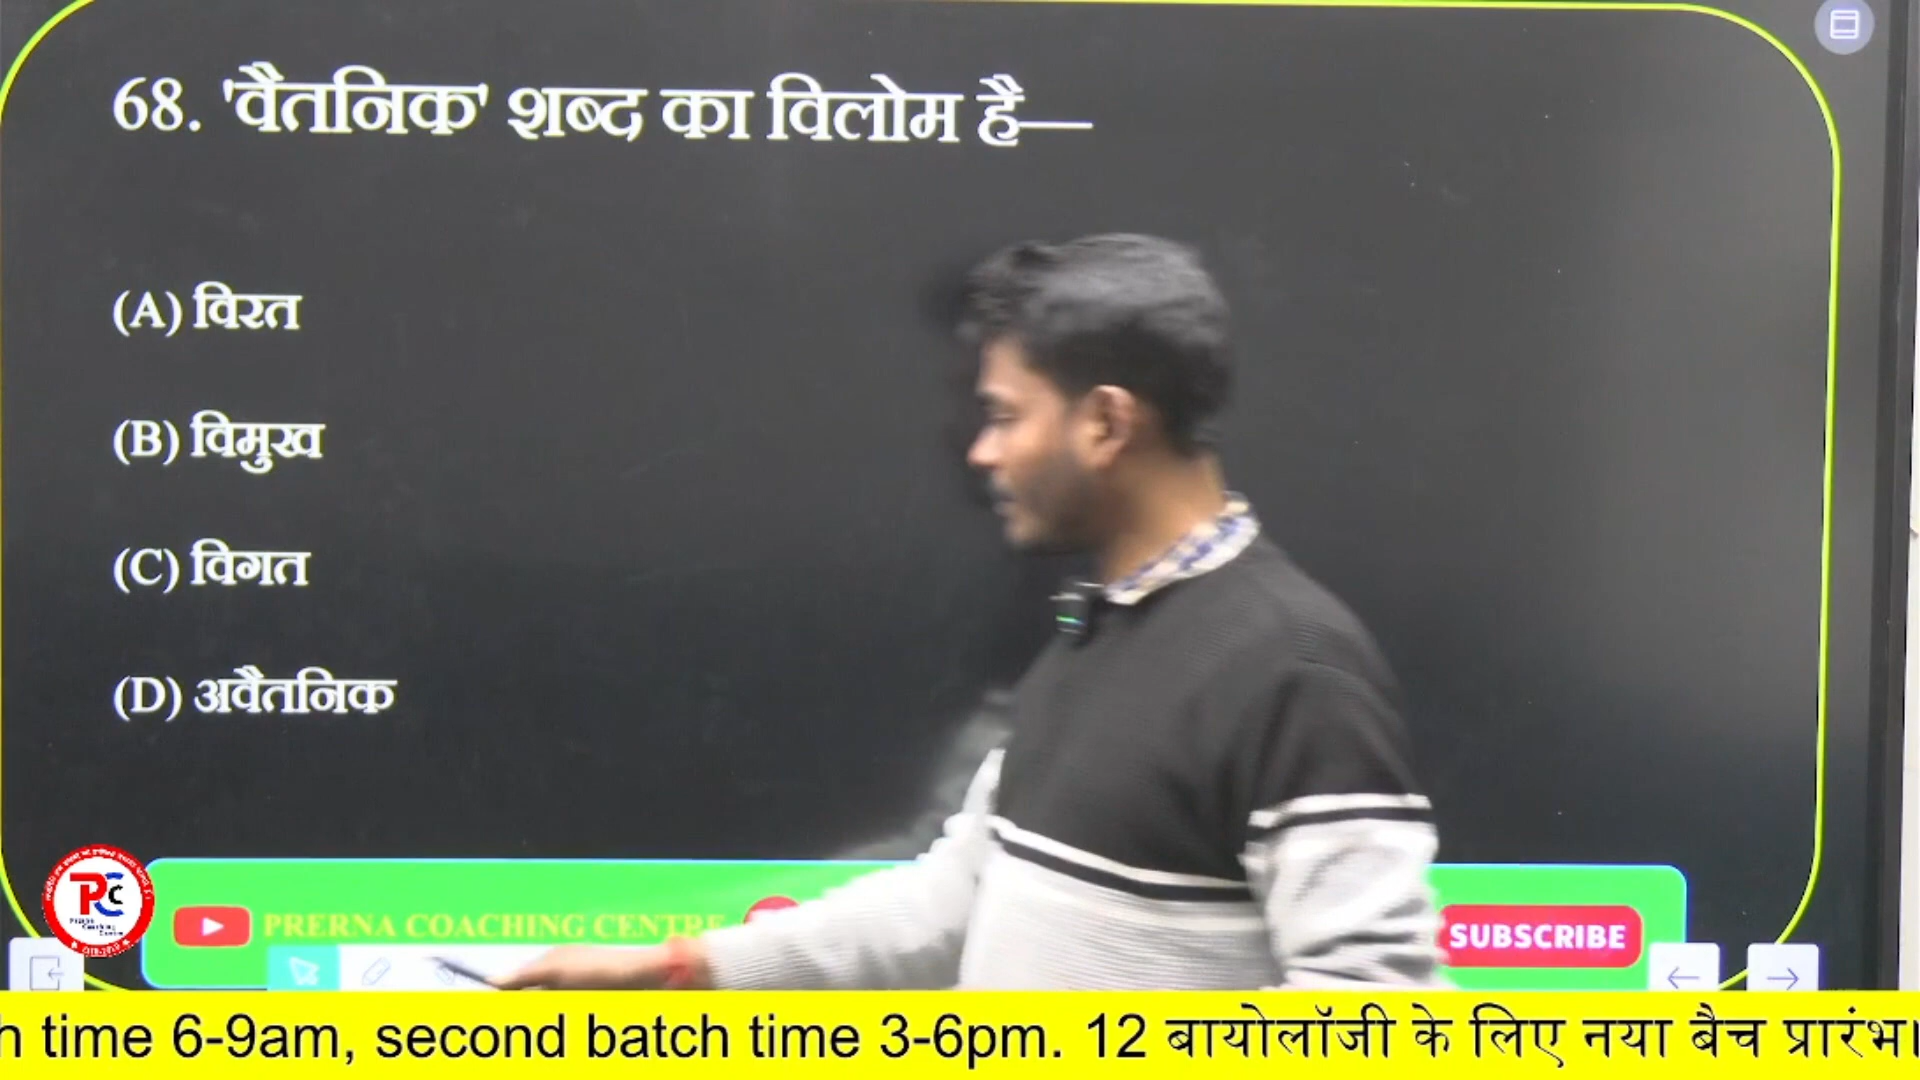 68. 'वैतनिक' शब्द का विलोम है—
(A) विरत
(B) विमुख
(C) विगत
(D) अवैतनिक
PRERNA COACHING CENTRE
SUBSCRIBE
h time 6-9am, second batch time 3-6pm. 12 बायोलॉजी के लिए नया बैच प्रारंभ।